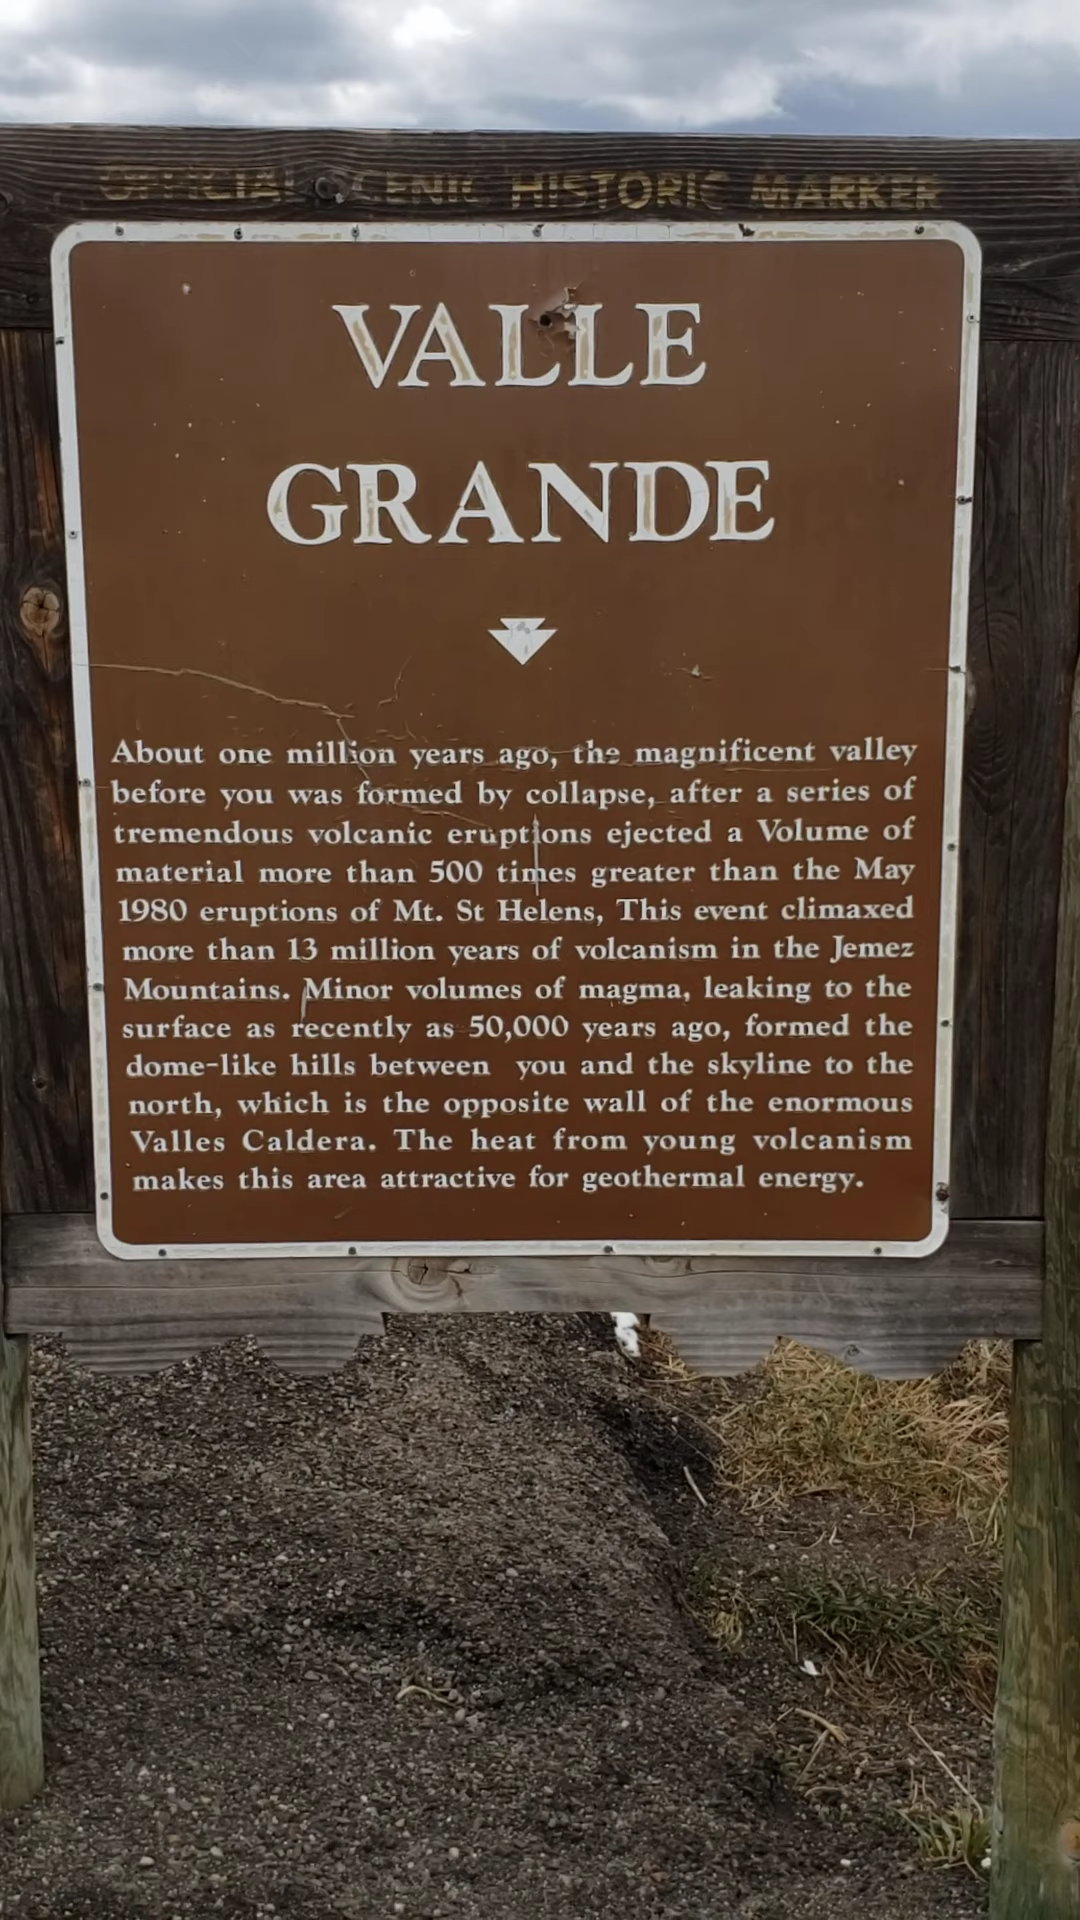 OFFICIAL SCENIC HISTORIC MARKER
VALLE
GRANDE
About one million years ago, the magnificent valley
before you was formed by collapse, after a series of
tremendous volcanic eruptions ejected a Volume of
material more than 500 times greater than the May
1980 eruptions of Mt. St Helens, This event climaxed
more than 13 million years of volcanism in the Jemez
Mountains. Minor volumes of magma, leaking to the
surface as recently as 50,000 years ago, formed the
dome-like hills between you and the skyline to the
north, which is the opposite wall of the enormous
Valles Caldera. The heat from young volcanism
makes this area attractive for geothermal energy.